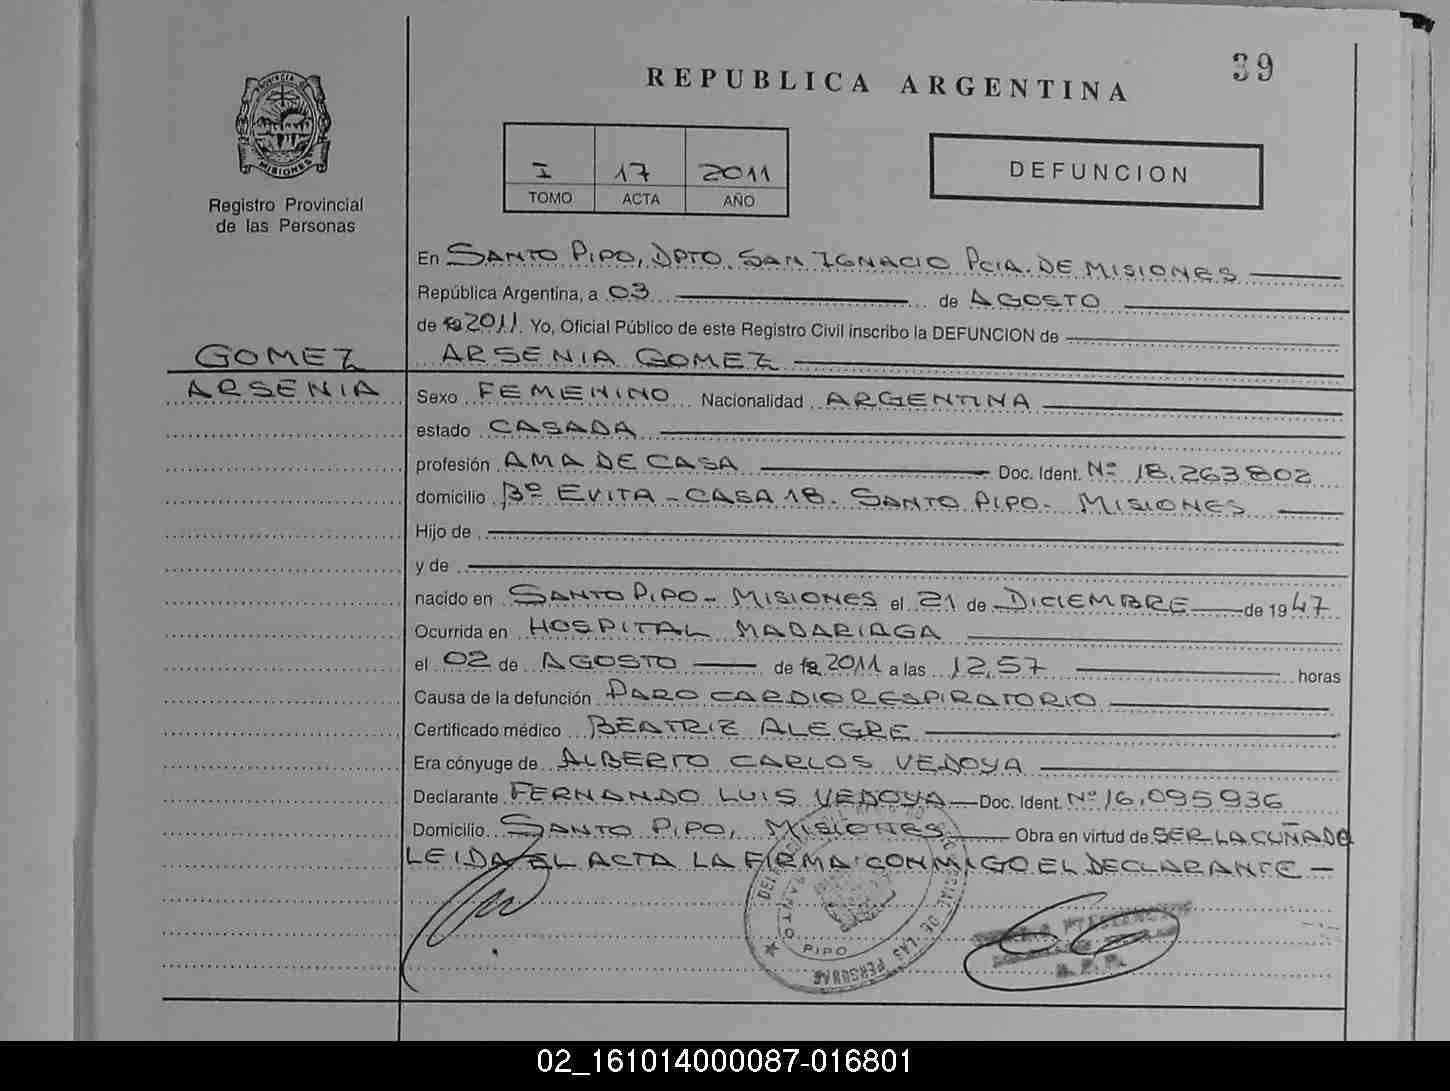 39
REPUBLICA ARGENTINA
PROVINCIA DE
MISIONES
Registro Provincial
de las Personas
I 17 2011
TOMO ACTA AÑO
DEFUNCION
En SANTO PIPO, DPTO. SAN IGNACIO PCIA. DE MISIONES
República Argentina, a 03 de AGOSTO
de 2011. Yo, Oficial Público de este Registro Civil inscribo la DEFUNCION de
GOMEZ ARSENIA GOMEZ
ARSENIA Sexo FEMENINO Nacionalidad ARGENTINA
estado CASADA
profesión AMA DE CASA Doc. Ident. Nº 18.263802
domicilio Bº EVITA - CASA 18. SANTO PIPO - MISIONES
Hijo de
y de
nacido en SANTO PIPO - MISIONES el 21 de DICIEMBRE de 1947
Ocurrida en HOSPITAL MADARIAGA
el 02 de AGOSTO de 2011 a las 12,57 horas
Causa de la defunción PARO CARDIORESPIRATORIO
Certificado médico BEATRIZ ALEGRE
Era cónyuge de ALBERTO CARLOS VEDOYA
Declarante FERNANDO LUIS VEDOYA Doc. Ident. Nº 16.095936
Domicilio SANTO PIPO, MISIONES Obra en virtud de SER LA CUÑADO
LEIDA EL ACTA LA FIRMA CONMIGO EL DECLARANTE -
DE LAS PERSONAS
SANTO PIPO
02_161014000087-016801